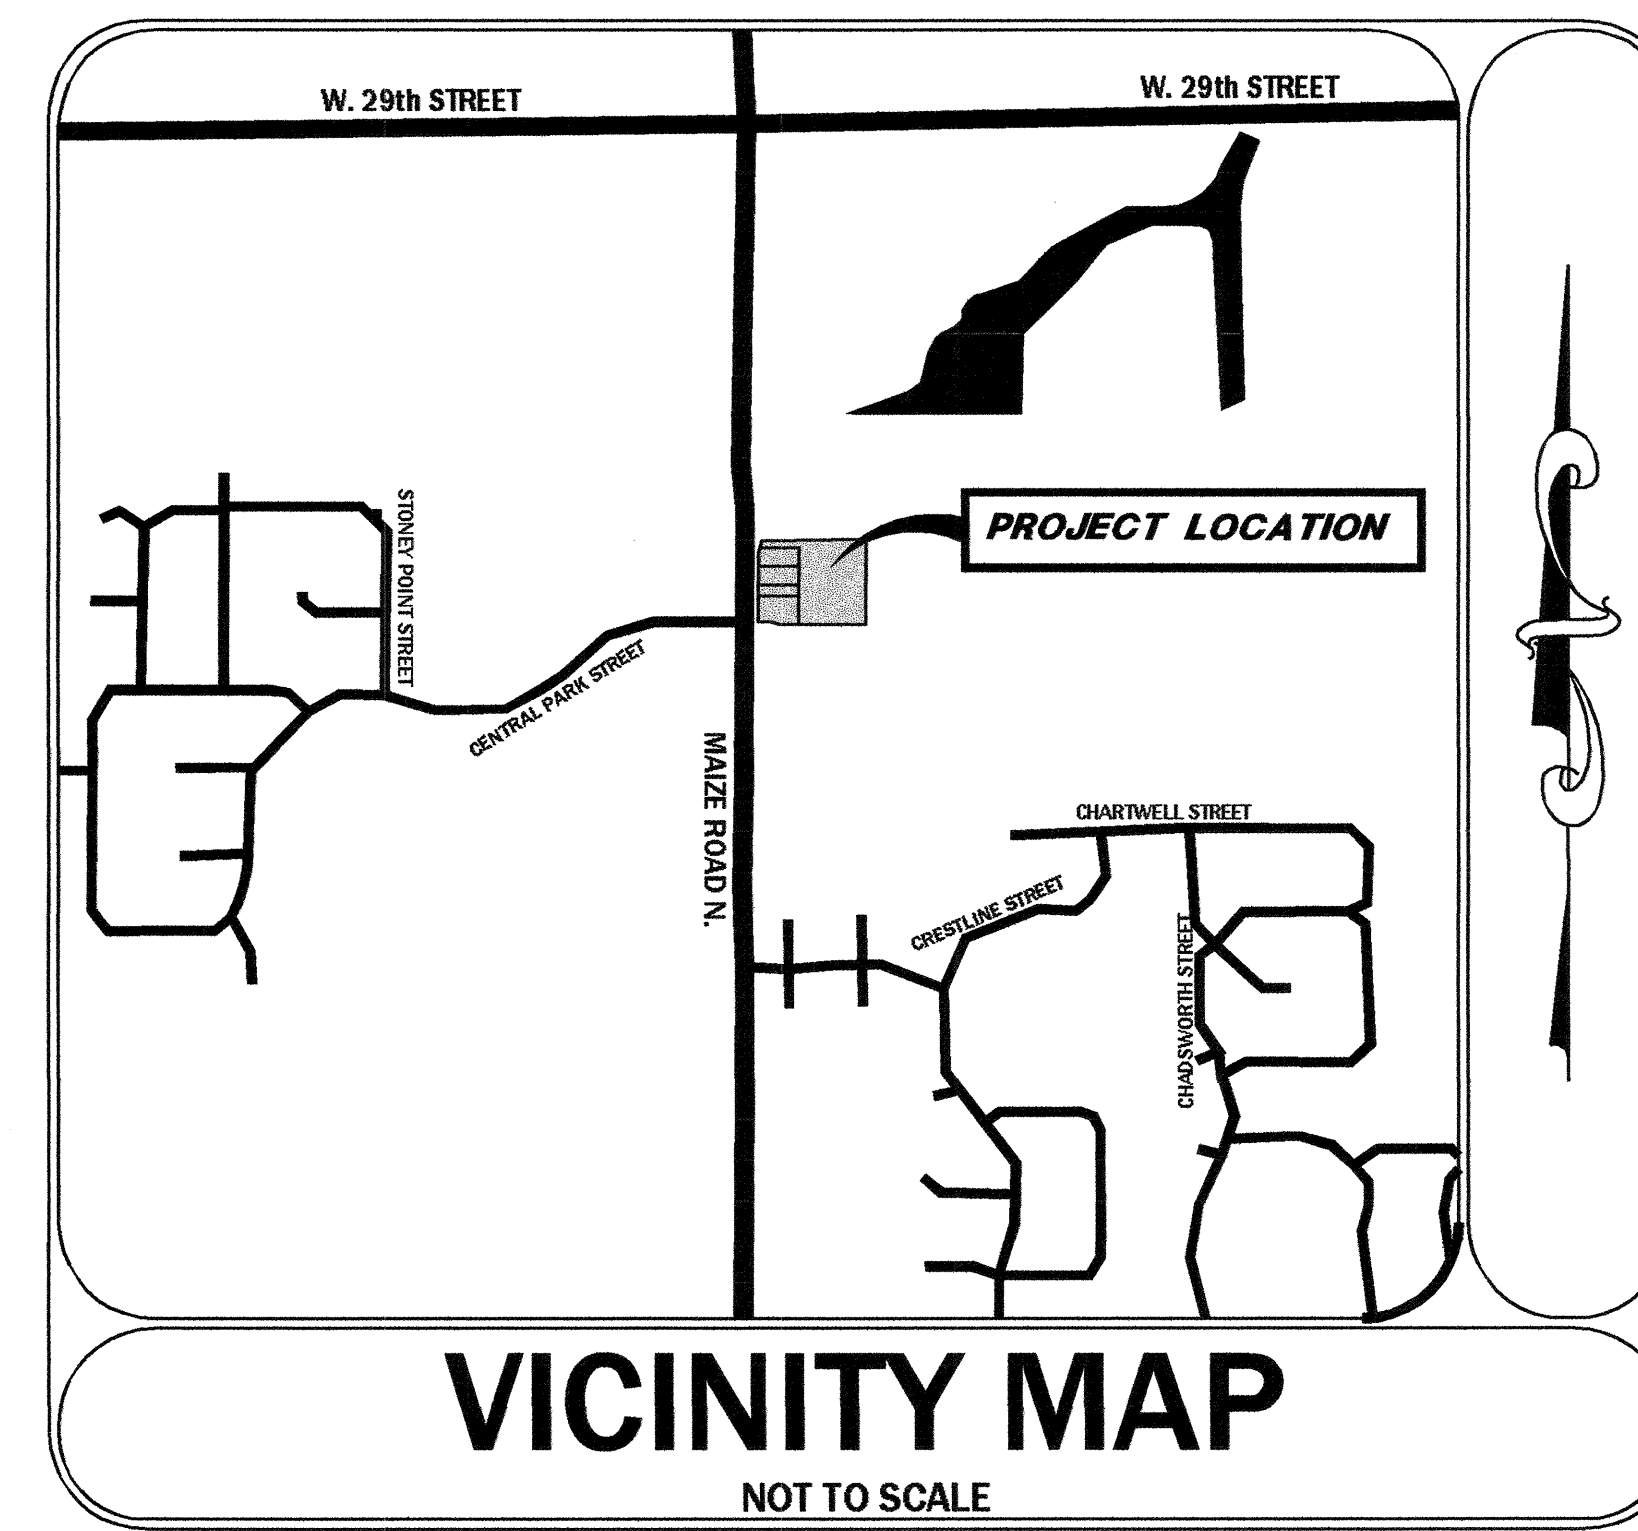 W. 29th STREET
W. 29th STREET
STONEY POINT STREET
PROJECT LOCATION
CENTRAL PARK STREET
MAIZE ROAD N.
CHARTWELL STREET
CRESTLINE STREET
CHADSWORTH STREET
VICINITY MAP
NOT TO SCALE